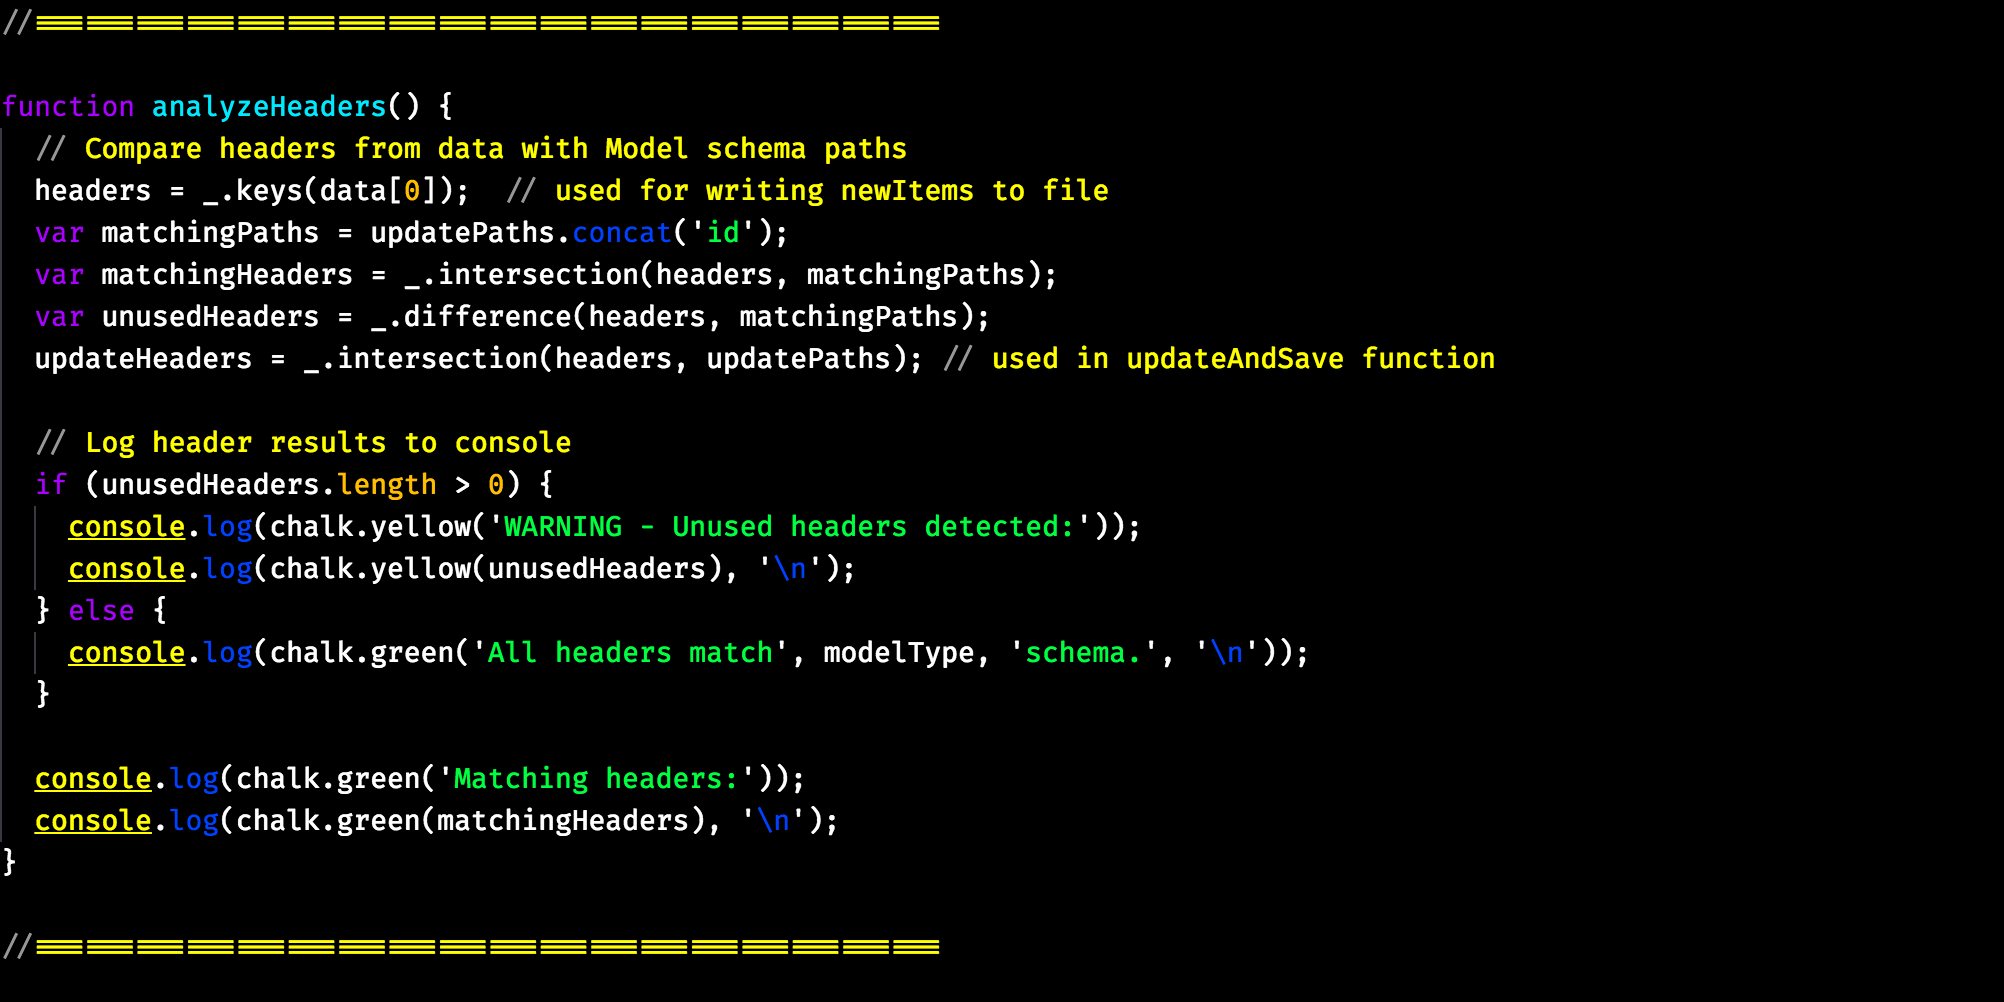 //======================================================
function analyzeHeaders() {
  // Compare headers from data with Model schema paths
  headers = _.keys(data[0]);  // used for writing newItems to file
  var matchingPaths = updatePaths.concat('id');
  var matchingHeaders = _.intersection(headers, matchingPaths);
  var unusedHeaders = _.difference(headers, matchingPaths);
  updateHeaders = _.intersection(headers, updatePaths); // used in updateAndSave function
  // Log header results to console
  if (unusedHeaders.length > 0) {
    console.log(chalk.yellow('WARNING - Unused headers detected:'));
    console.log(chalk.yellow(unusedHeaders), '\n');
  } else {
    console.log(chalk.green('All headers match', modelType, 'schema.', '\n'));
  }
  console.log(chalk.green('Matching headers:'));
  console.log(chalk.green(matchingHeaders), '\n');
}
//======================================================